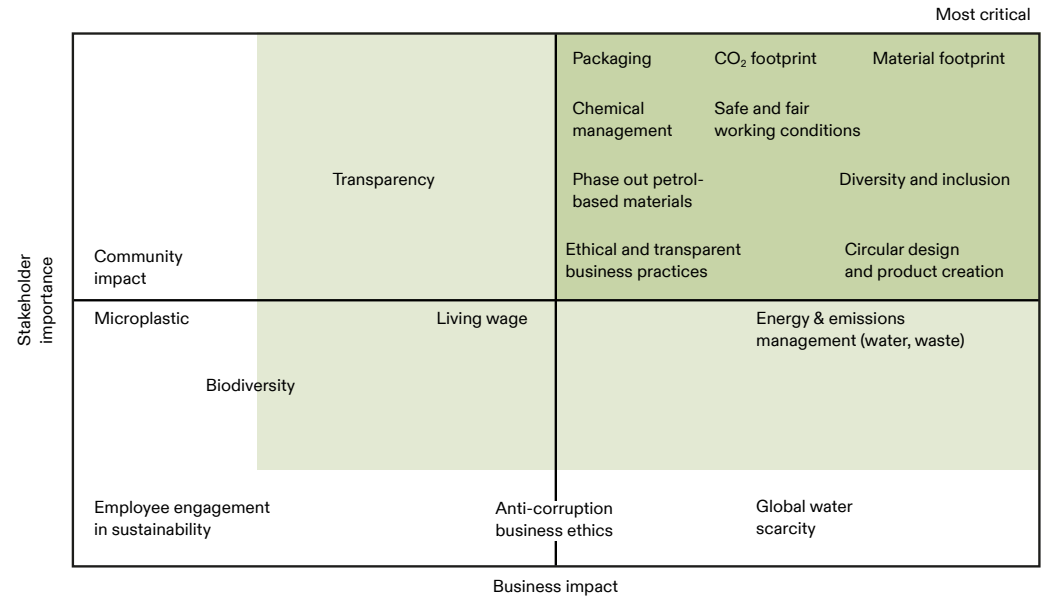 Most critical
Packaging
CO₂ footprint
Material footprint
Chemical
management
Safe and fair
working conditions
Transparency
Phase out petrol-
based materials
Diversity and inclusion
Community
impact
Ethical and transparent
business practices
Circular design
and product creation
Stakeholder
importance
Microplastic
Living wage
Energy & emissions
management (water, waste)
Biodiversity
Employee engagement
in sustainability
Anti-corruption
business ethics
Global water
scarcity
Business impact